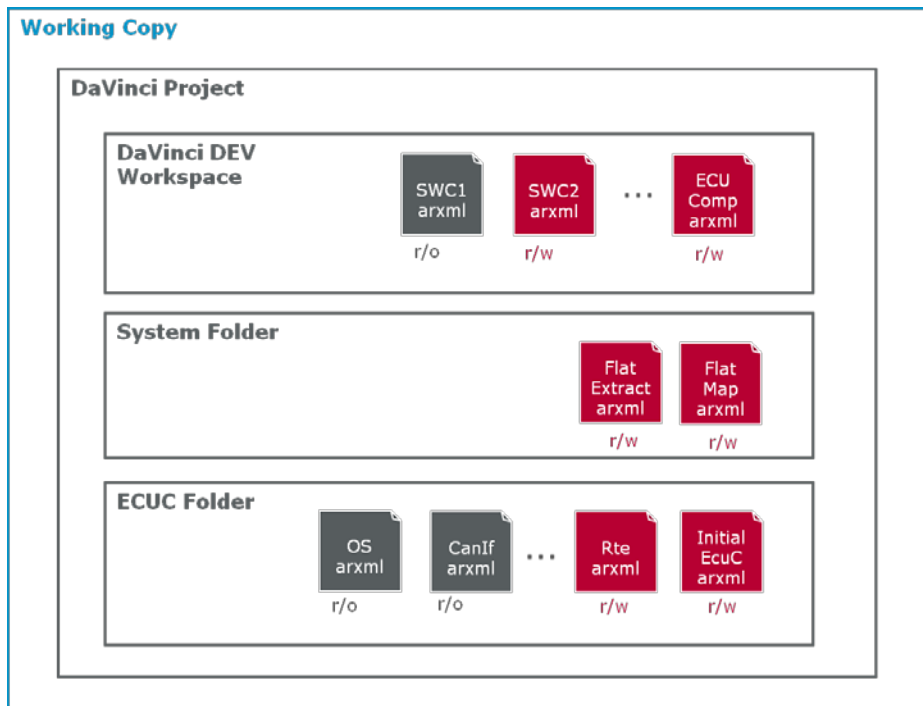 Working Copy
DaVinci Project
DaVinci DEV
Workspace
SWC1
arxml
r/o
SWC2
arxml
r/w
...
ECU
Comp
arxml
r/w
System Folder
Flat
Extract
arxml
r/w
Flat
Map
arxml
r/w
ECUC Folder
OS
arxml
r/o
CanIf
arxml
r/o
...
Rte
arxml
r/w
Initial
EcuC
arxml
r/w